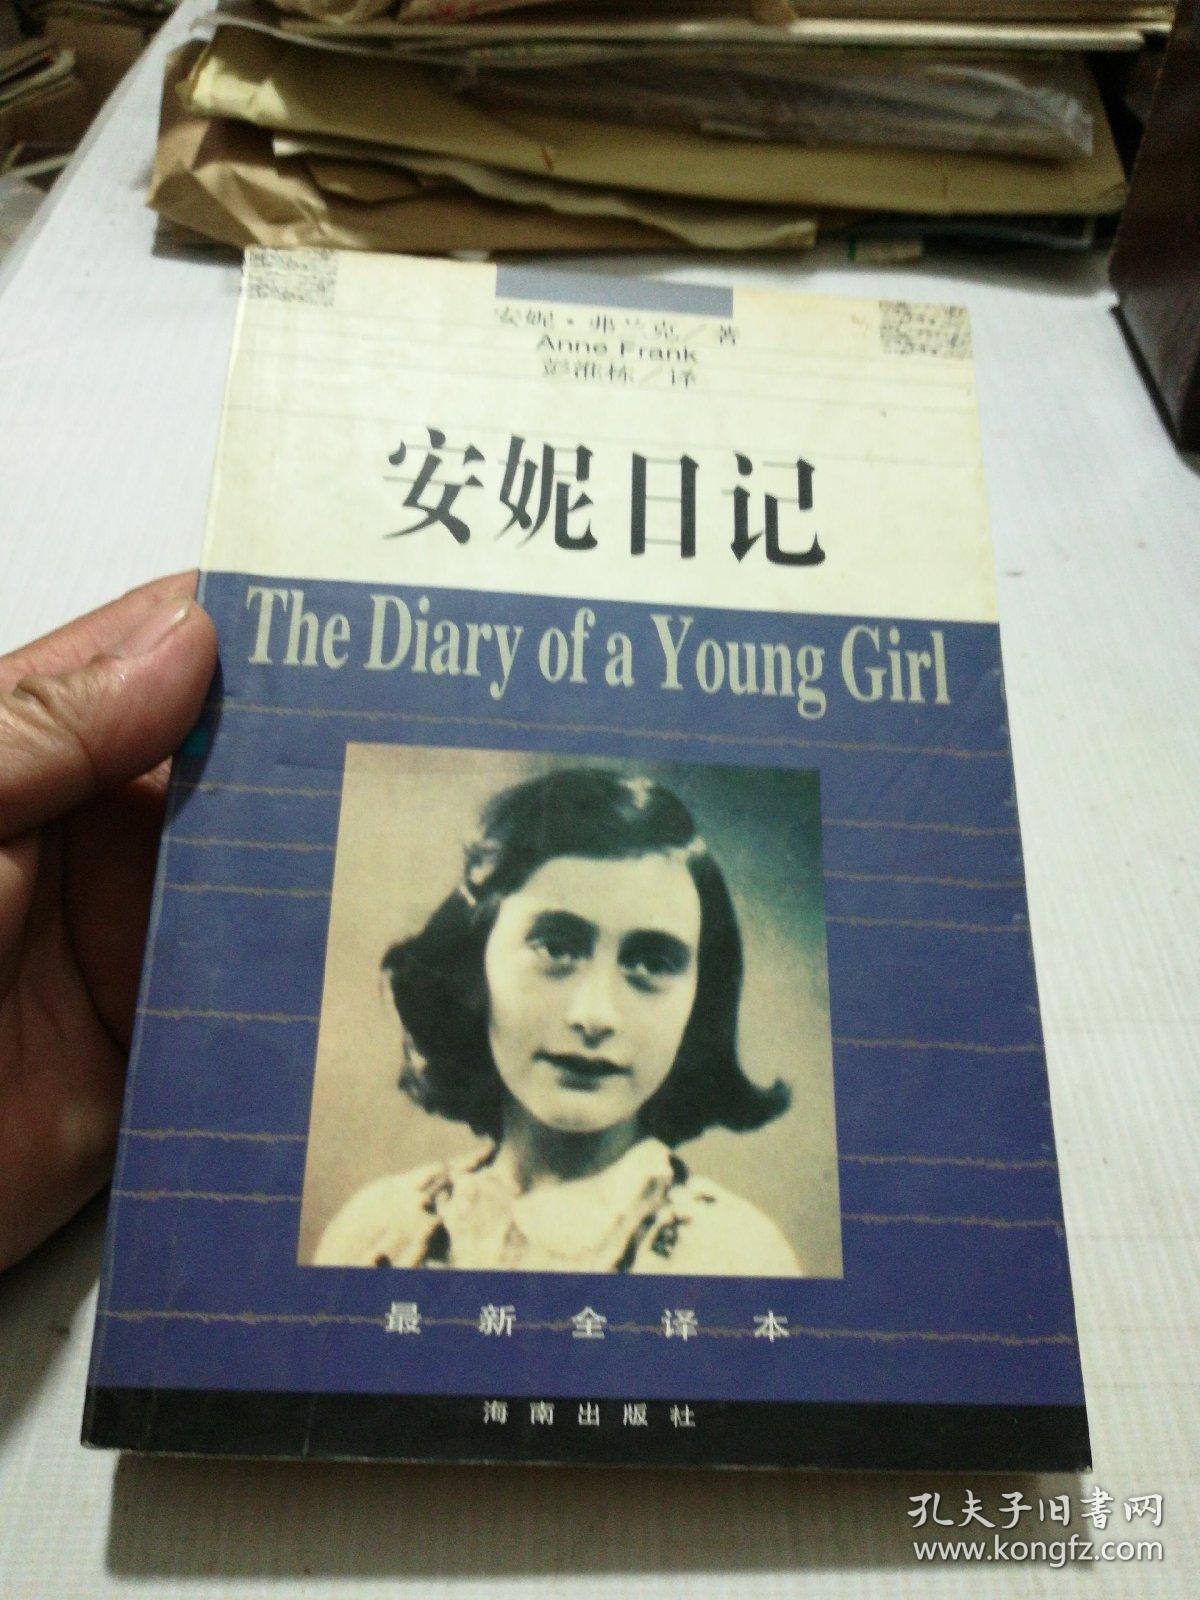 安妮·弗兰克/著
Anne Frank
彭淮栋/译
安妮日记
The Diary of a Young Girl
最新全译本
海南出版社
孔夫子旧书网
www.kongfz.com